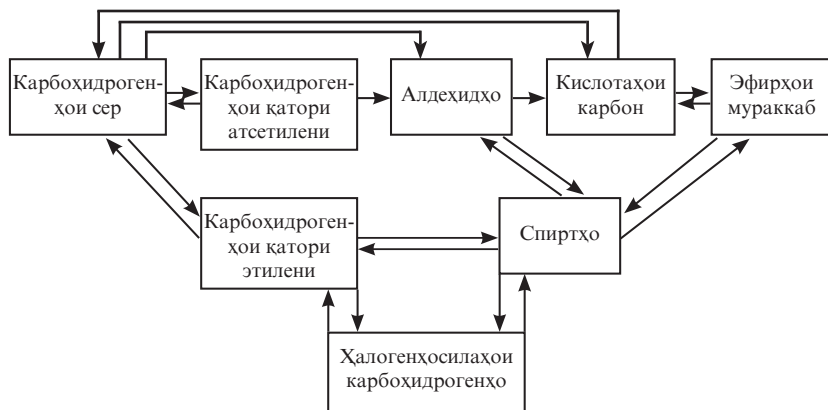 Карбоҳидроген-
ҳои сер
Карбоҳидроген-
ҳои қатори
атсетилени
Алдеҳидҳо
Кислотаҳои
карбон
Эфирҳои
мураккаб
Карбоҳидроген-
ҳои қатори
этилени
Спиртҳо
Ҳалогенҳосилаҳои
карбоҳидрогенҳо